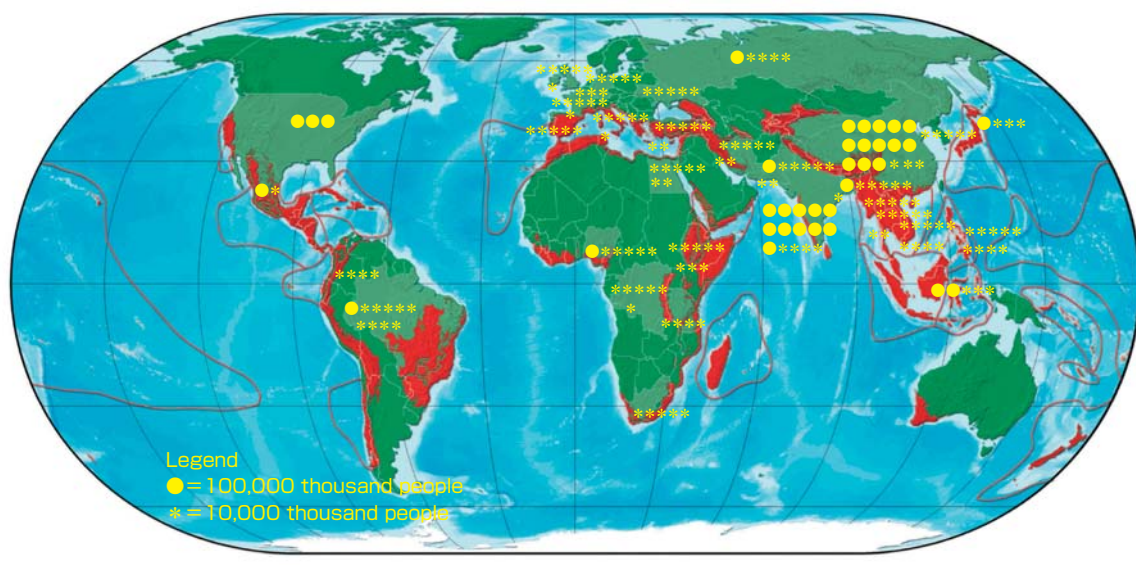 Legend
●=100,000 thousand people
*=10,000 thousand people